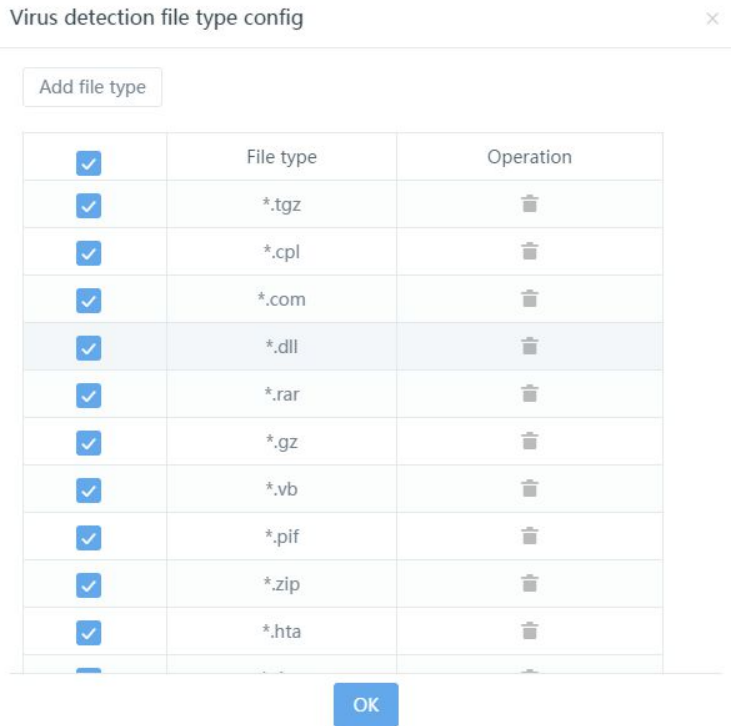 Virus detection file type config
Add file type
File type Operation
*.tgz
*.cpl
*.com
*.dll
*.rar
*.gz
*.vb
*.pif
*.zip
*.hta
OK